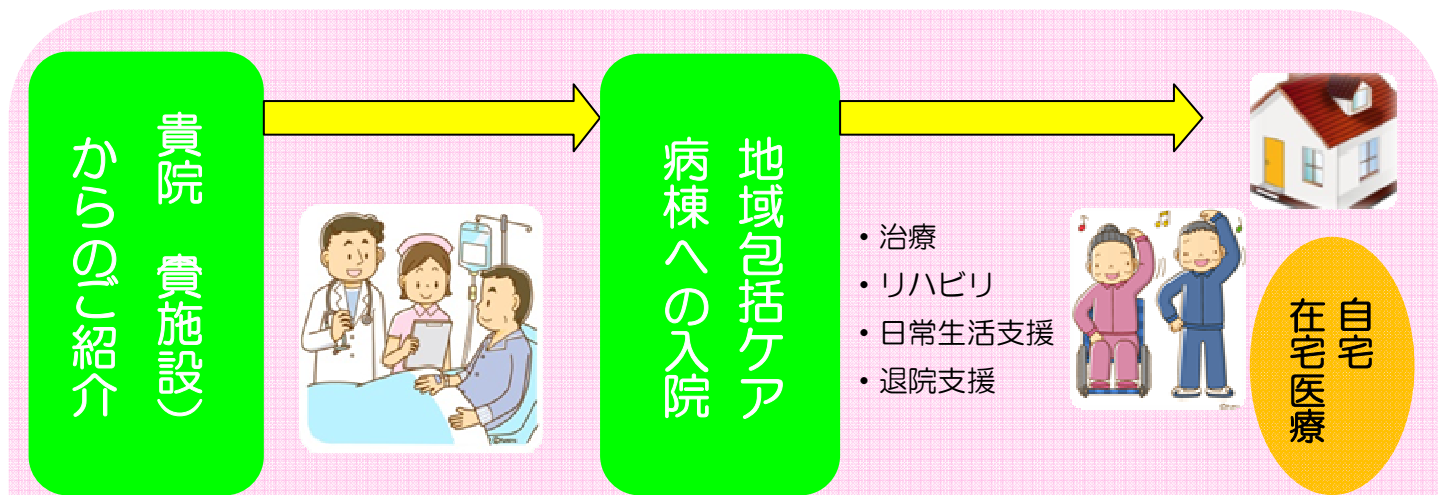 貴院　貴施設）
からのご紹介
地域包括ケア
病棟への入院
・治療
・リハビリ
・日常生活支援
・退院支援
自宅
在宅医療